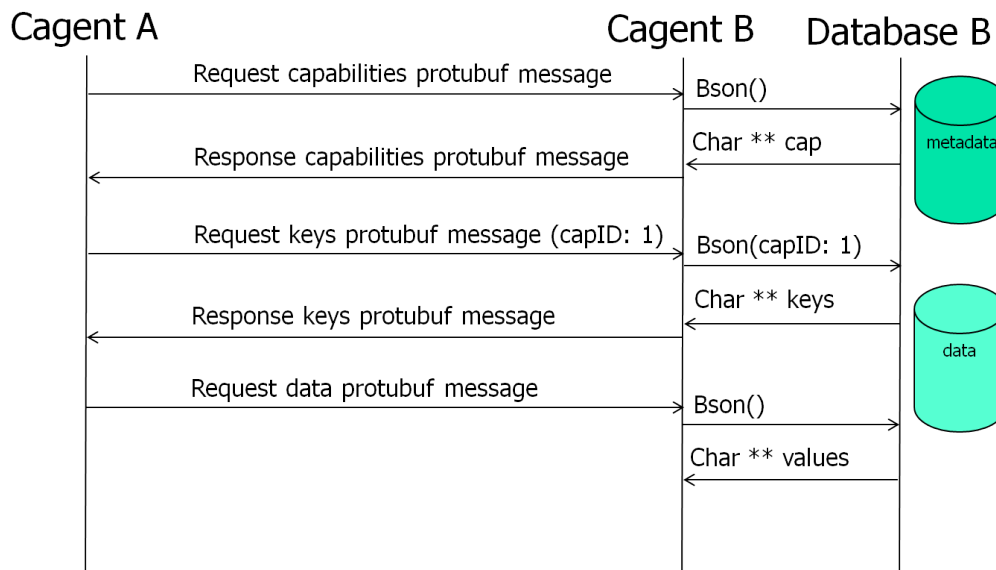 Cagent A
Cagent B
Database B
Request capabilities protubuf message
Bson()
Char ** cap
metadata
Response capabilities protubuf message
Request keys protubuf message (capID: 1)
Bson(capID: 1)
Char ** keys
Response keys protubuf message
data
Request data protubuf message
Bson()
Char ** values